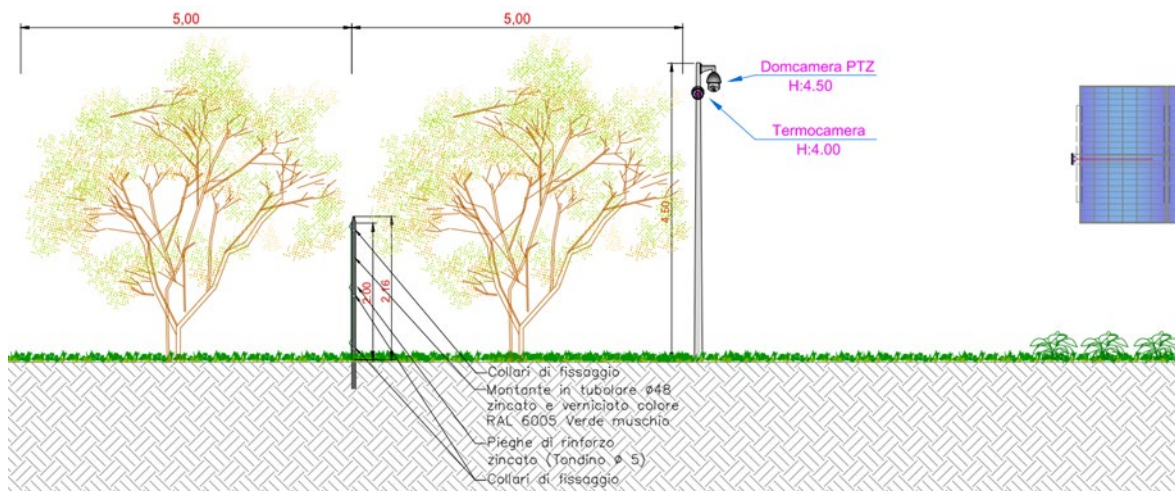 5,00
5,00
Domcamera PTZ
H:4.50
Termocamera
H:4.00
4.50
2.00
2.16
Collari di fissaggio
Montante in tubolare ø48
zincato e verniciato colore
RAL 6005 Verde muschio
Pieghe di rinforzo
zincato (Tondino ø 5)
Collari di fissaggio